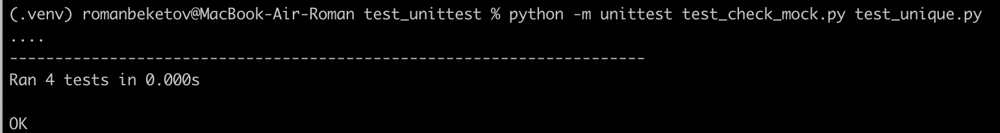 (.venv) romanbeketov@MacBook-Air-Roman test_unittest % python -m unittest test_check_mock.py test_unique.py
....
----------------------------------------------------------------------
Ran 4 tests in 0.000s

OK